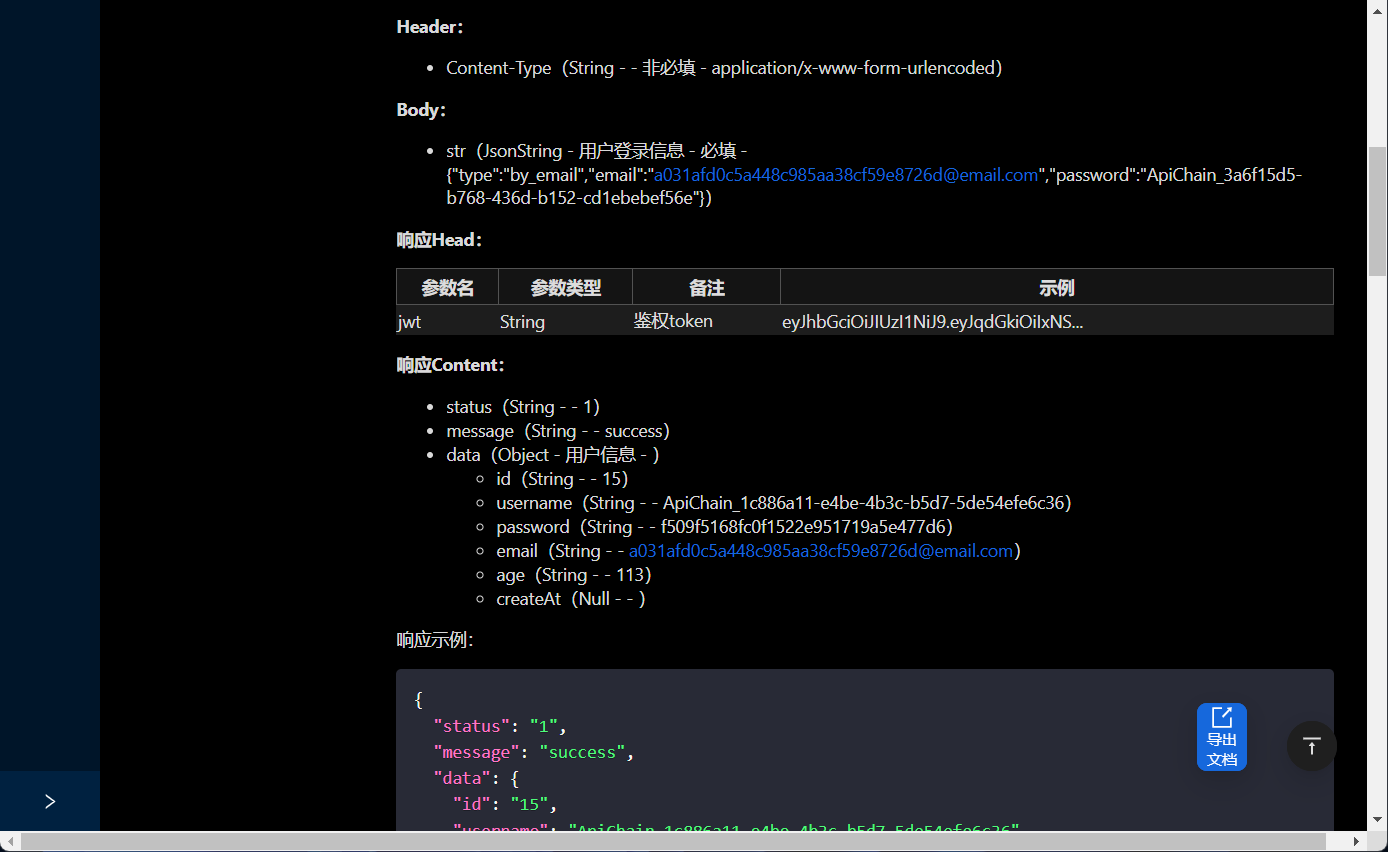 Header：
Content-Type（String - - 非必填 - application/x-www-form-urlencoded）
Body：
str（JsonString - 用户登录信息 - 必填 -
{"type":"by_email","email":"a031afd0c5a448c985aa38cf59e8726d@email.com","password":"ApiChain_3a6f15d5-
b768-436d-b152-cd1ebebef56e"}）
响应Head：
参数名 参数类型 备注 示例
jwt String 鉴权token eyJhbGciOiJIUzI1NiJ9.eyJqdGkiOiIxNS...
响应Content：
status（String - - 1）
message（String - - success）
data（Object - 用户信息 - ）
id（String - - 15）
username（String - - ApiChain_1c886a11-e4be-4b3c-b5d7-5de54efe6c36）
password（String - - f509f5168fc0f1522e951719a5e477d6）
email（String - - a031afd0c5a448c985aa38cf59e8726d@email.com）
age（String - - 113）
createAt（Null - - ）
响应示例：
{
"status": "1",
"message": "success",
"data": {
"id": "15",
"username": "ApiChain_1c886a11-e4be-4b3c-b5d7-5de54efe6c36"
导出
文档